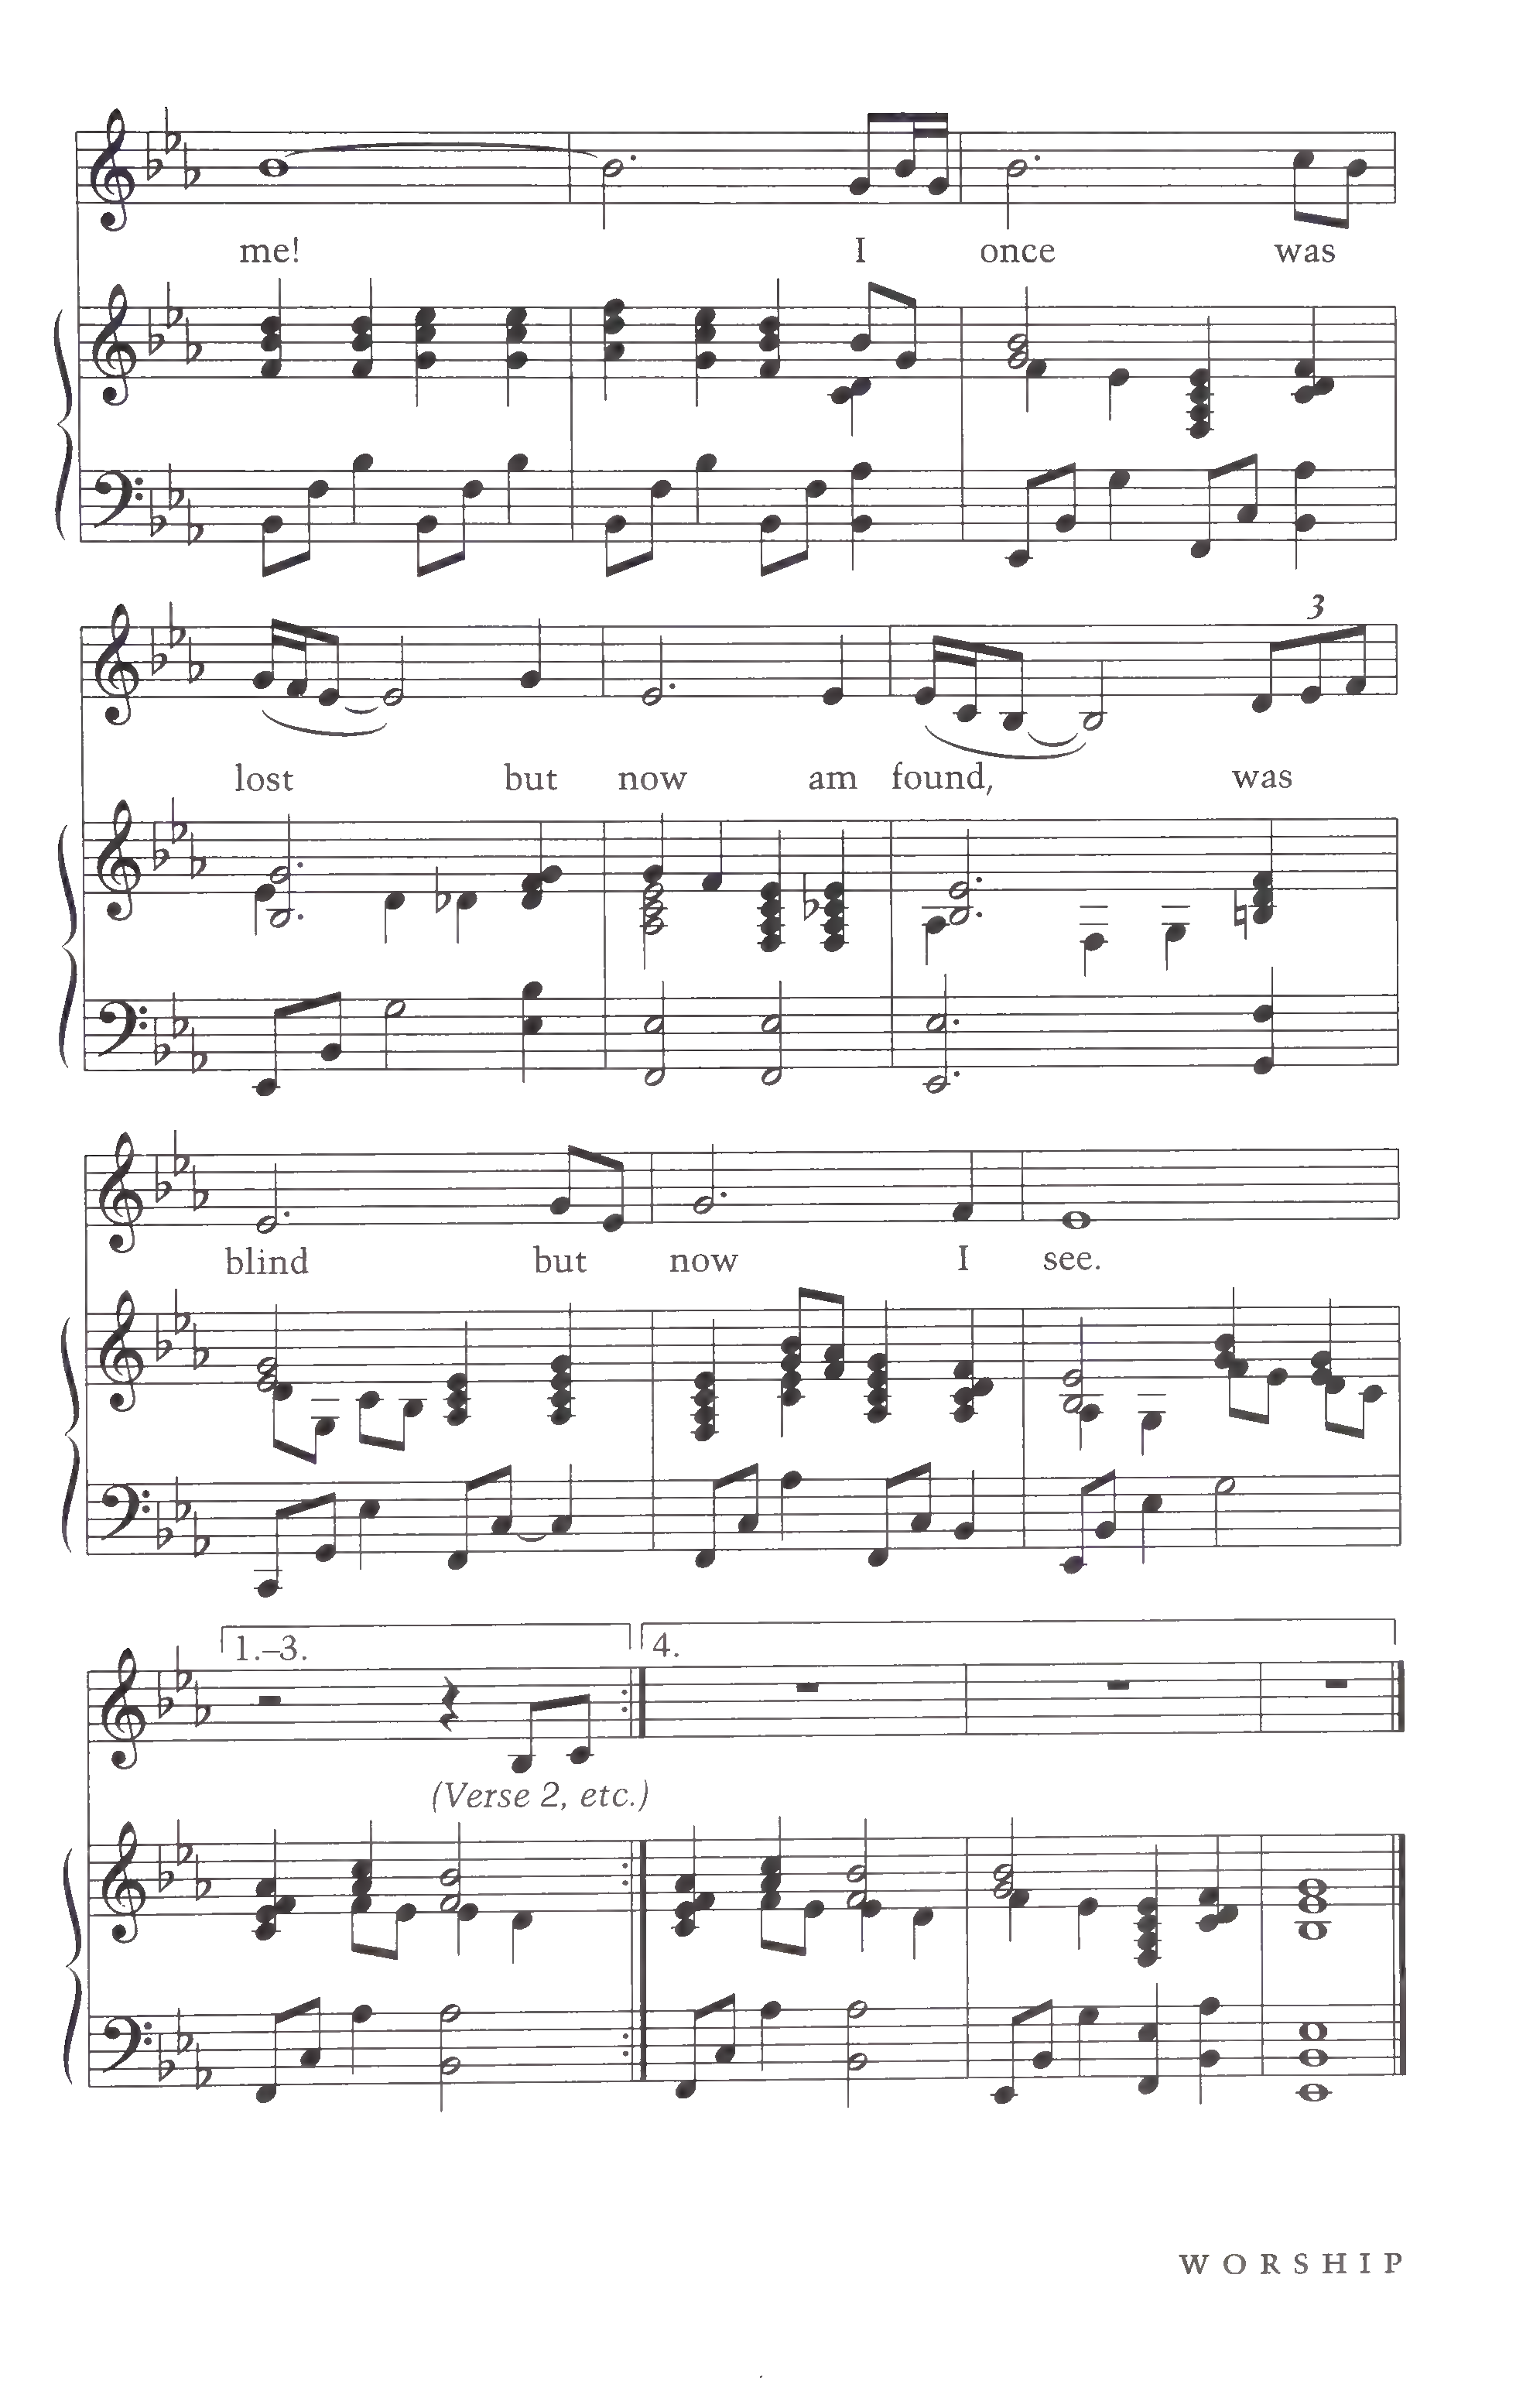 me! I once was
3
lost but now am found, was
blind but now I see.
1.–3. 4.
(Verse 2, etc.)
WORSHIP